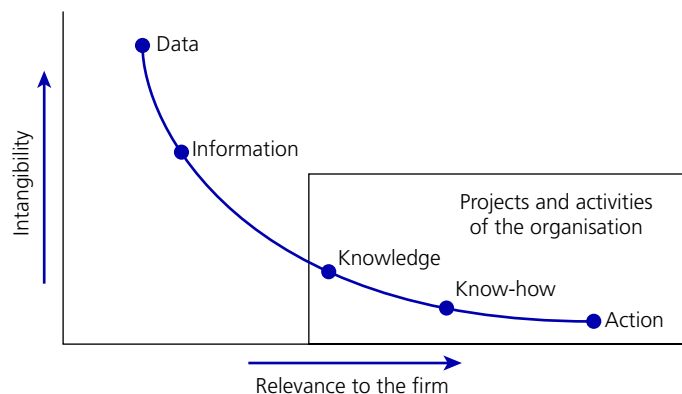 Data
Information
Intangibility
Projects and activities
of the organisation
Knowledge
Know-how
Action
Relevance to the firm